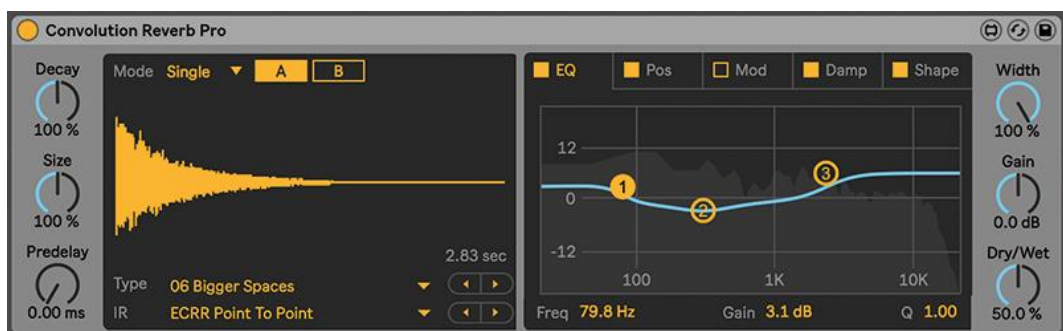 Convolution Reverb Pro
Decay
100 %
Size
100 %
Predelay
0.00 ms
Mode Single A B
2.83 sec
Type 06 Bigger Spaces
IR ECRR Point To Point
EQ Pos Mod Damp Shape
12
0
-12
100 1K 10K
1
2
3
Freq 79.8 Hz Gain 3.1 dB Q 1.00
Width
100 %
Gain
0.0 dB
Dry/Wet
50.0 %